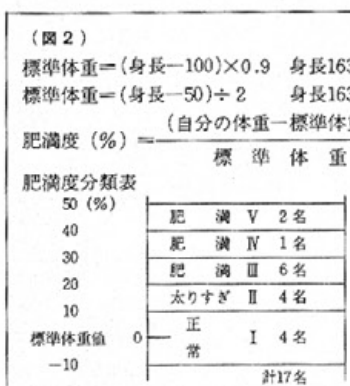 (図2)
標準体重=(身長−100)×0.9 身長163
標準体重=(身長−50)÷2 身長163
肥満度(%)=(自分の体重−標準体
標準体重
肥満度分類表
50(%)
肥満 Ⅴ 2名
40
肥満 Ⅳ 1名
30
肥満 Ⅲ 6名
20
太りすぎ Ⅱ 4名
10
標準体重値 0 正常 Ⅰ 4名
−10
計17名